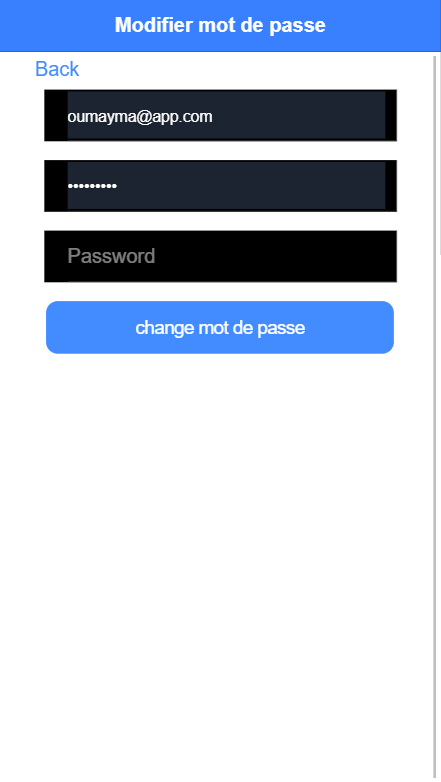 Modifier mot de passe
Back
oumayma@app.com
•••••••••
Password
change mot de passe